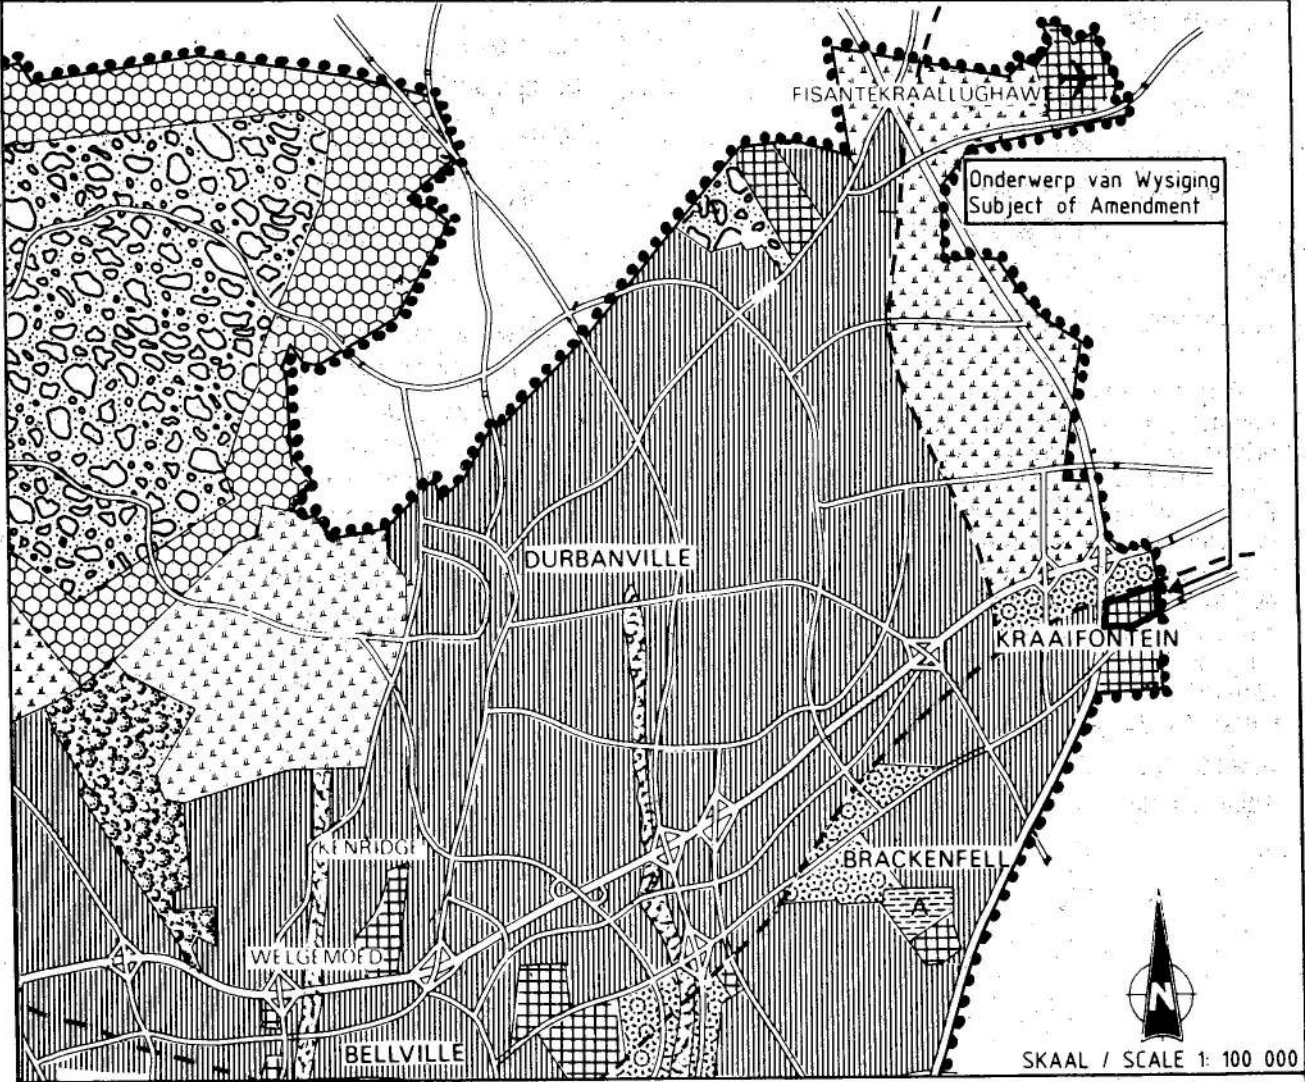 FISANTEKRAALLUGHAWE
Onderwerp van Wysiging
Subject of Amendment
DURBANVILLE
KRAAIFONTEIN
KENRIDGE
BRACKENFELL
A
WELGEMOED
N
BELLVILLE
SKAAL / SCALE 1: 100 000